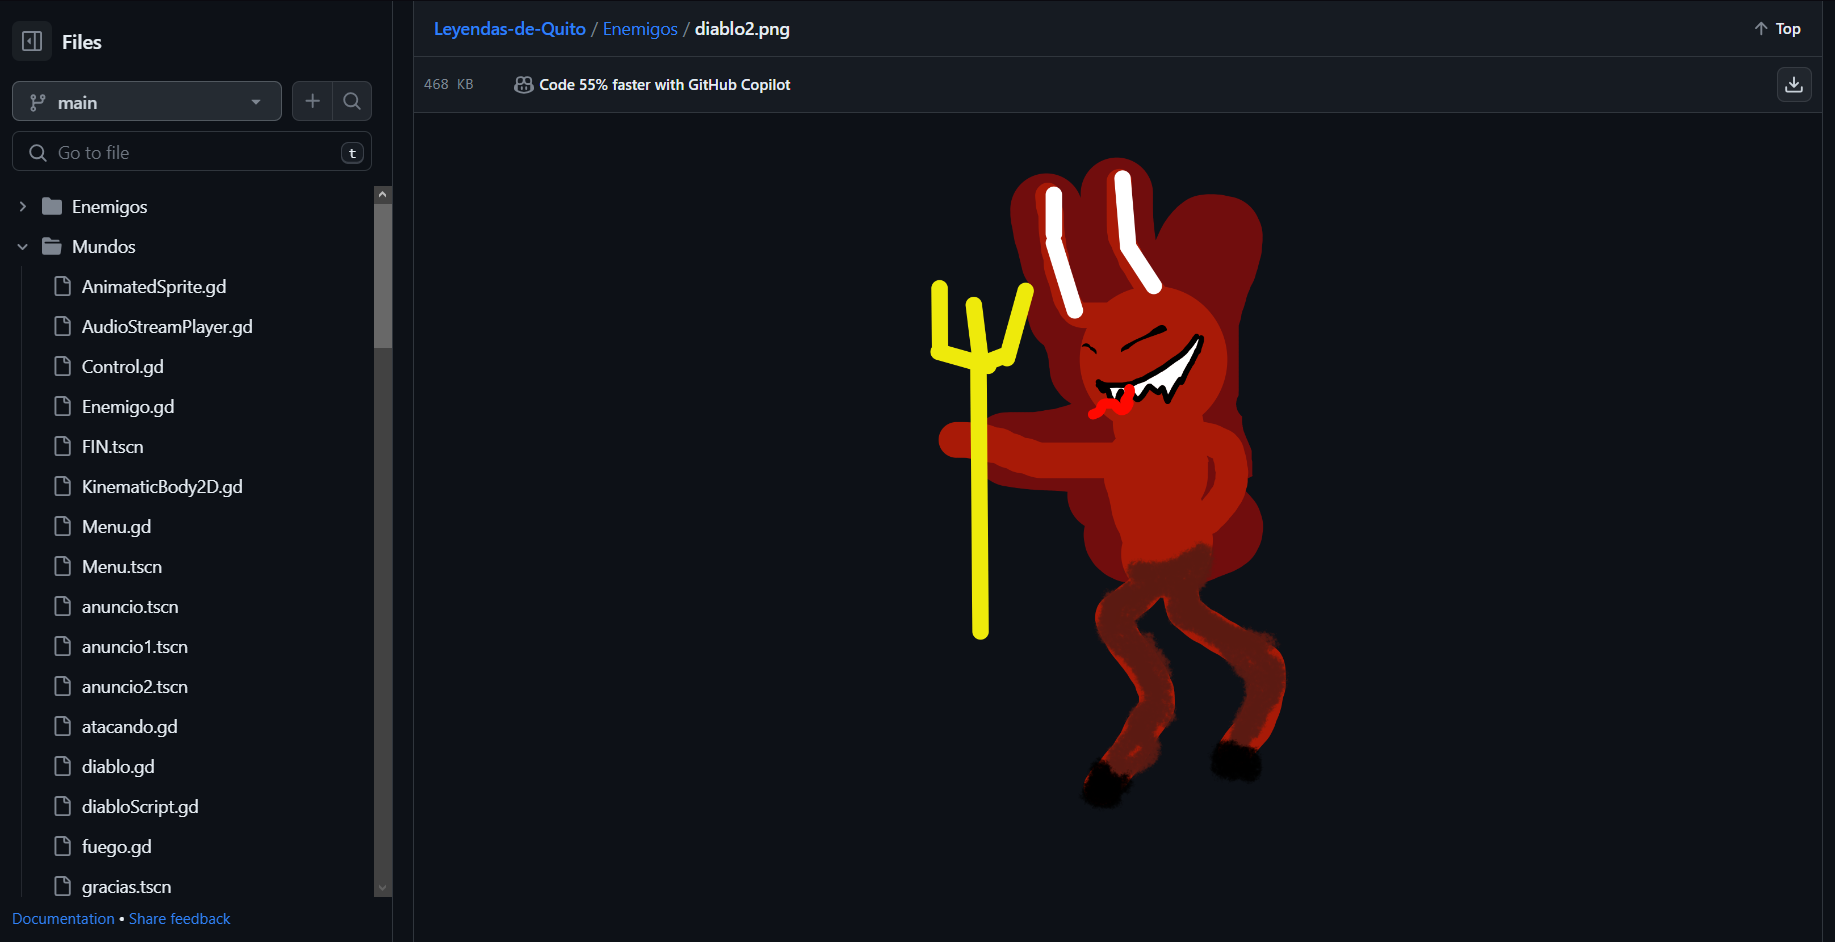 Files
main
Go to file
t
Enemigos
Mundos
AnimatedSprite.gd
AudioStreamPlayer.gd
Control.gd
Enemigo.gd
FIN.tscn
KinematicBody2D.gd
Menu.gd
Menu.tscn
anuncio.tscn
anuncio1.tscn
anuncio2.tscn
atacando.gd
diablo.gd
diabloScript.gd
fuego.gd
gracias.tscn
Documentation • Share feedback
Leyendas-de-Quito / Enemigos / diablo2.png
Top
468 KB
Code 55% faster with GitHub Copilot